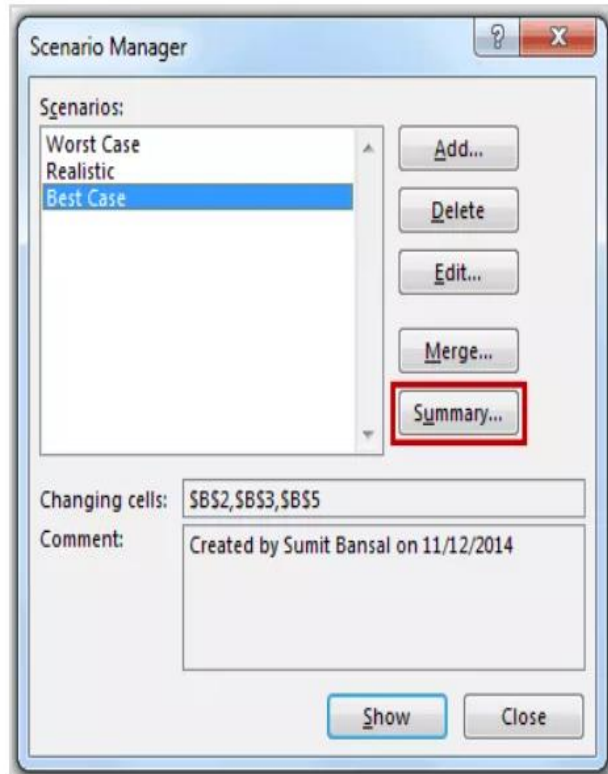 Scenario Manager
Scenarios:
Worst Case
Realistic
Best Case
Add...
Delete
Edit...
Merge...
Summary...
Changing cells: $B$2,$B$3,$B$5
Comment: Created by Sumit Bansal on 11/12/2014
Show Close